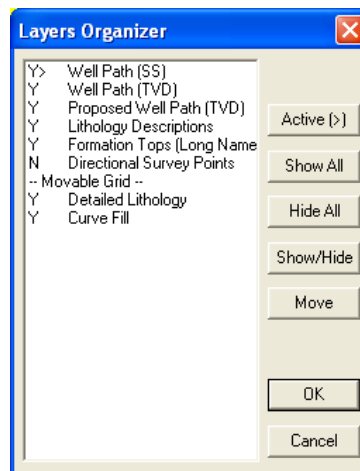 Layers Organizer
Y> Well Path (SS)
Y Well Path (TVD)
Y Proposed Well Path (TVD)
Y Lithology Descriptions
Y Formation Tops (Long Name
N Directional Survey Points
-- Movable Grid --
Y Detailed Lithology
Y Curve Fill
Active (>)
Show All
Hide All
Show/Hide
Move
OK
Cancel